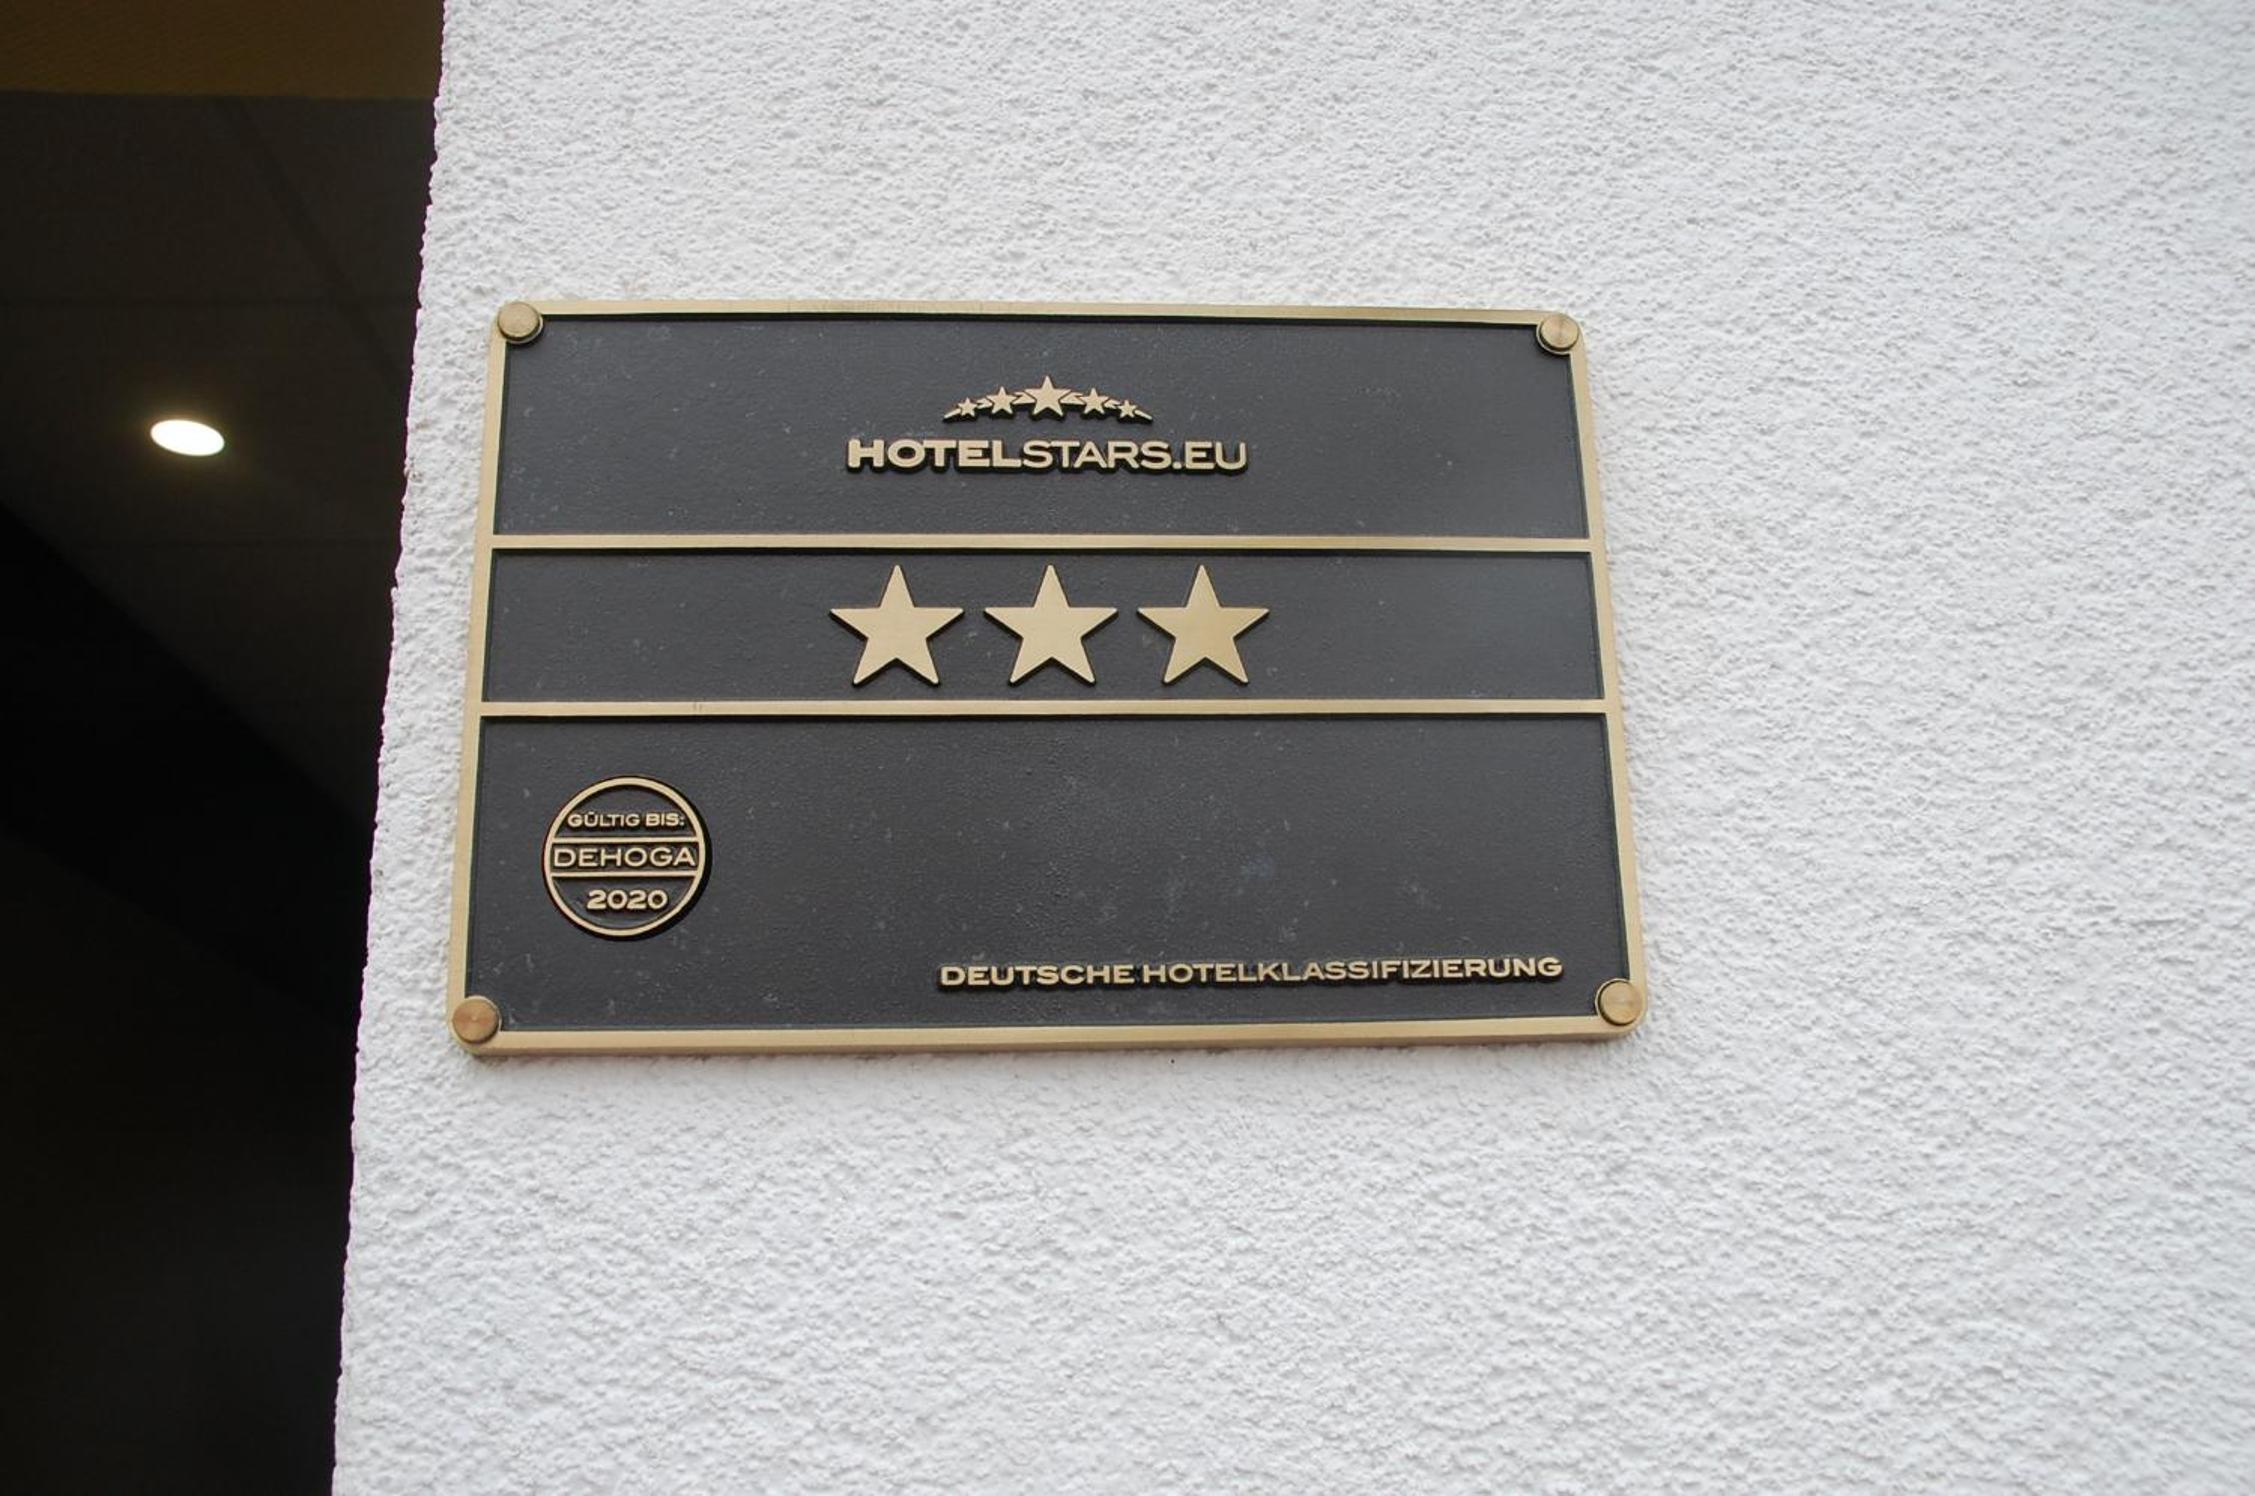 HOTELSTARS.EU
GÜLTIG BIS:
DEHOGA
2020
DEUTSCHE HOTELKLASSIFIZIERUNG